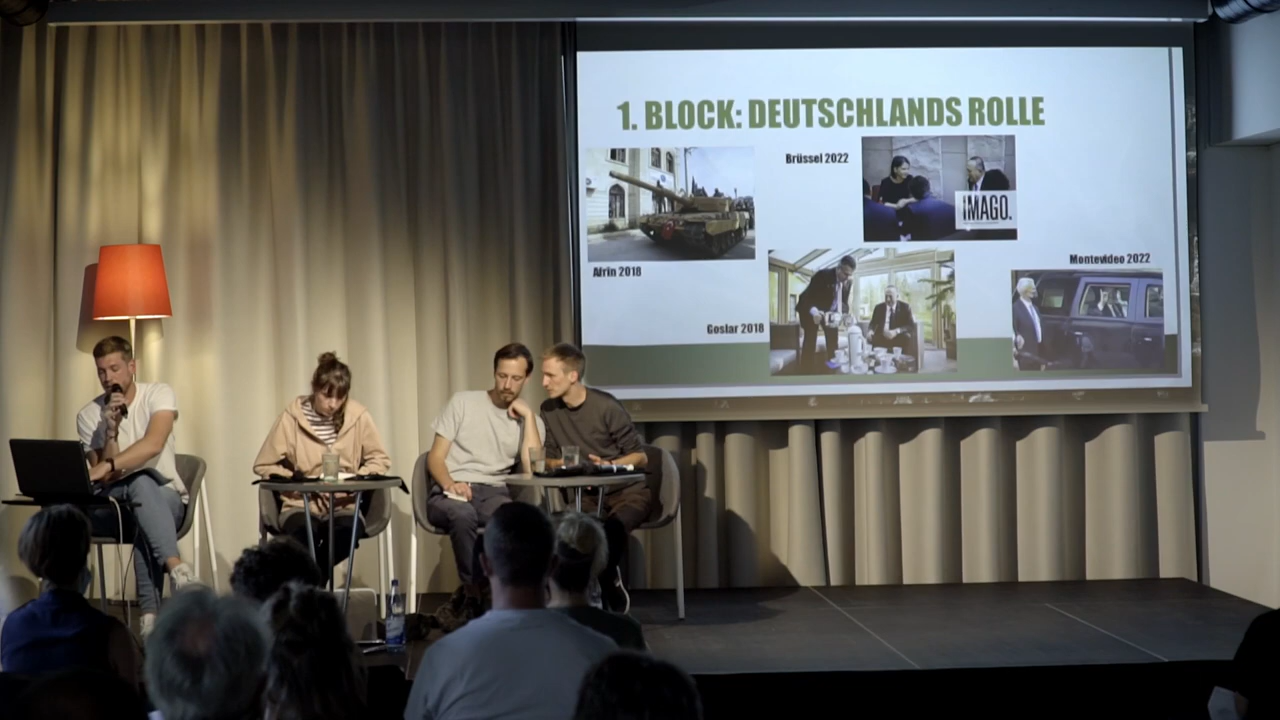 1. BLOCK: DEUTSCHLANDS ROLLE
Brüssel 2022
IMAGO.
Afrin 2018
Montevideo 2022
Goslar 2018